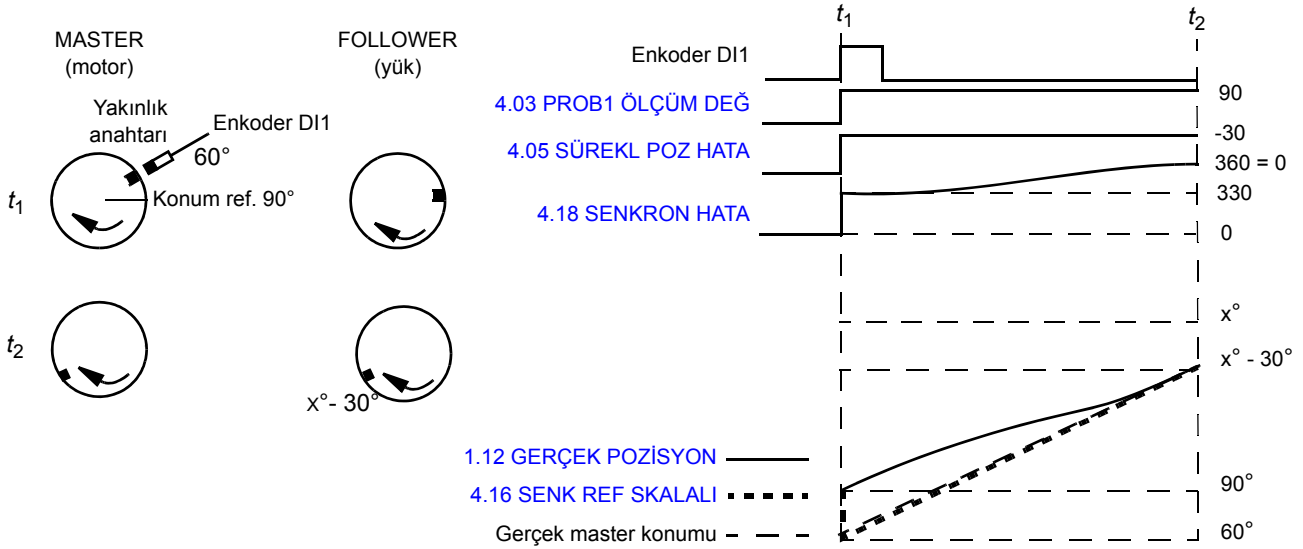 MASTER
(motor)
FOLLOWER
(yük)
Yakınlık
anahtarı
Enkoder DI1
60°
Konum ref. 90°
t1
t2
X°- 30°
t1
t2
Enkoder DI1
4.03 PROB1 ÖLÇÜM DEĞ
90
4.05 SÜREKL POZ HATA
-30
360 = 0
330
4.18 SENKRON HATA
0
x°
x° - 30°
1.12 GERÇEK POZİSYON
4.16 SENK REF SKALALI
90°
Gerçek master konumu
60°